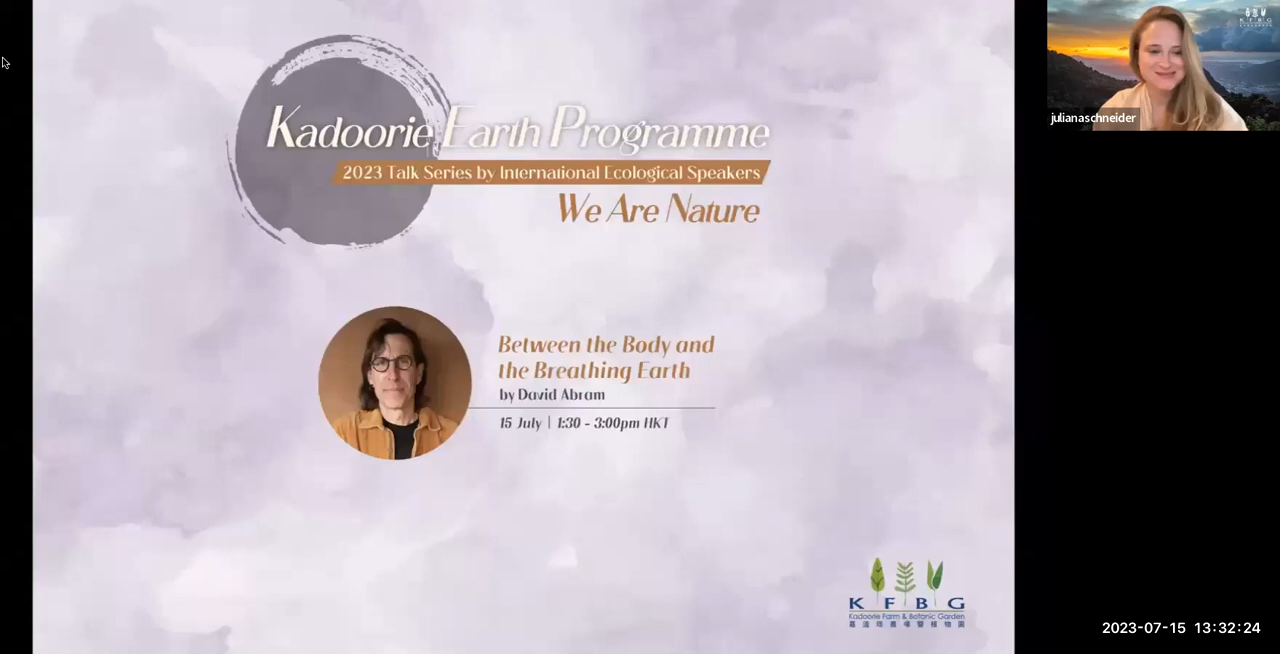 Kadoorie Earth Programme
2023 Talk Series by International Ecological Speakers
We Are Nature
Between the Body and
the Breathing Earth
by David Abram
15 July | 1:30 - 3:00pm HKT
KFBG
Kadoorie Farm & Botanic Garden
嘉道理農場暨植物園
KFBG
julianaschneider
2023-07-15 13:32:24